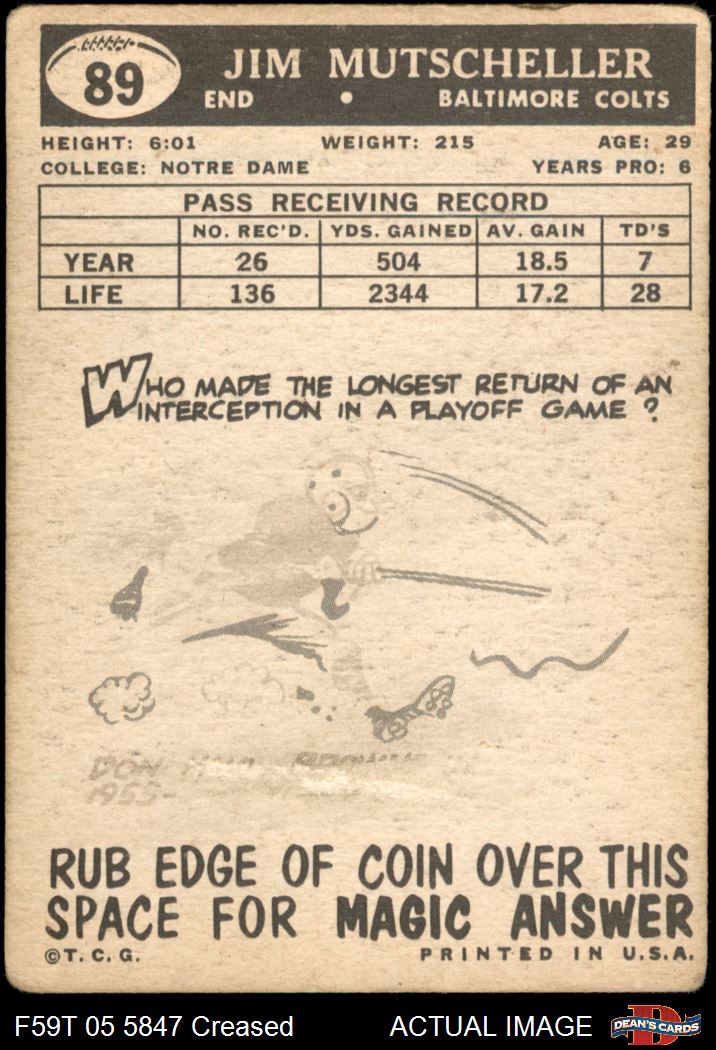 89
JIM MUTSCHELLER
END • BALTIMORE COLTS
HEIGHT: 6:01 WEIGHT: 215 AGE: 29
COLLEGE: NOTRE DAME YEARS PRO: 6
PASS RECEIVING RECORD
NO. REC'D. YDS. GAINED AV. GAIN TD'S
YEAR 26 504 18.5 7
LIFE 136 2344 17.2 28
WHO MADE THE LONGEST RETURN OF AN
INTERCEPTION IN A PLAYOFF GAME ?
DON
1955-
RUB EDGE OF COIN OVER THIS
SPACE FOR MAGIC ANSWER
©T. C. G. PRINTED IN U.S.A.
F59T 05 5847 Creased ACTUAL IMAGE DEAN'S CARDS